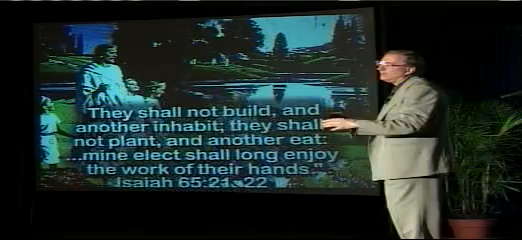 They shall not build, and
another inhabit; they shall
not plant, and another eat:
...mine elect shall long enjoy
the work of their hands."
Isaiah 65:21, 22